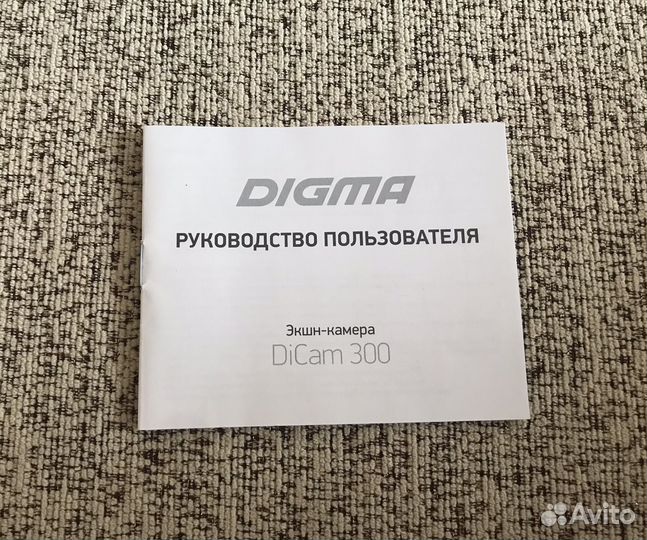 DIGMA
РУКОВОДСТВО ПОЛЬЗОВАТЕЛЯ
Экшн-камера
DiCam 300
Avito